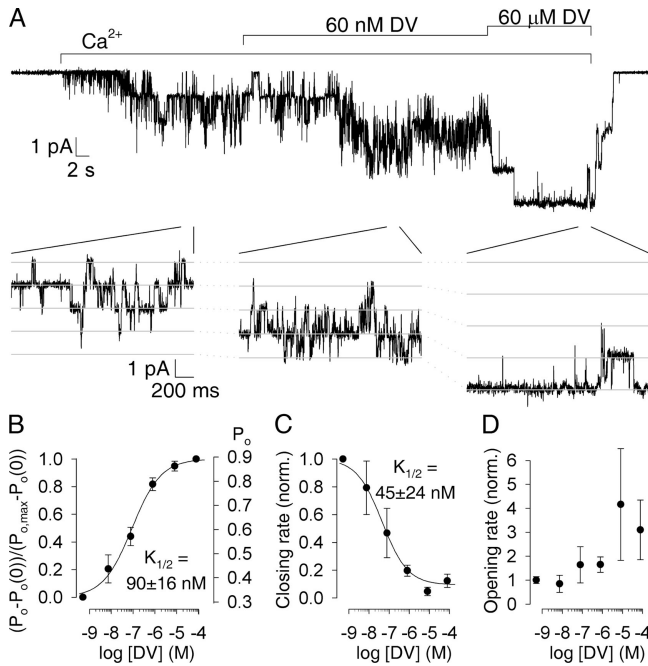 A
60 nM DV
60 μM DV
Ca²⁺
1 pA
2 s
1 pA
200 ms
B
(Pₒ-Pₒ(0))/(Pₒ,max-Pₒ(0))
1.0
0.8
0.6
0.4
0.2
0.0
Pₒ
0.9
0.8
0.7
0.6
0.5
0.4
0.3
K1/2 =
90±16 nM
-9 -8 -7 -6 -5 -4
log [DV] (M)
C
Closing rate (norm.)
1.0
0.8
0.6
0.4
0.2
0.0
K1/2 =
45±24 nM
-9 -8 -7 -6 -5 -4
log [DV] (M)
D
Opening rate (norm.)
6
5
4
3
2
1
0
-9 -8 -7 -6 -5 -4
log [DV] (M)